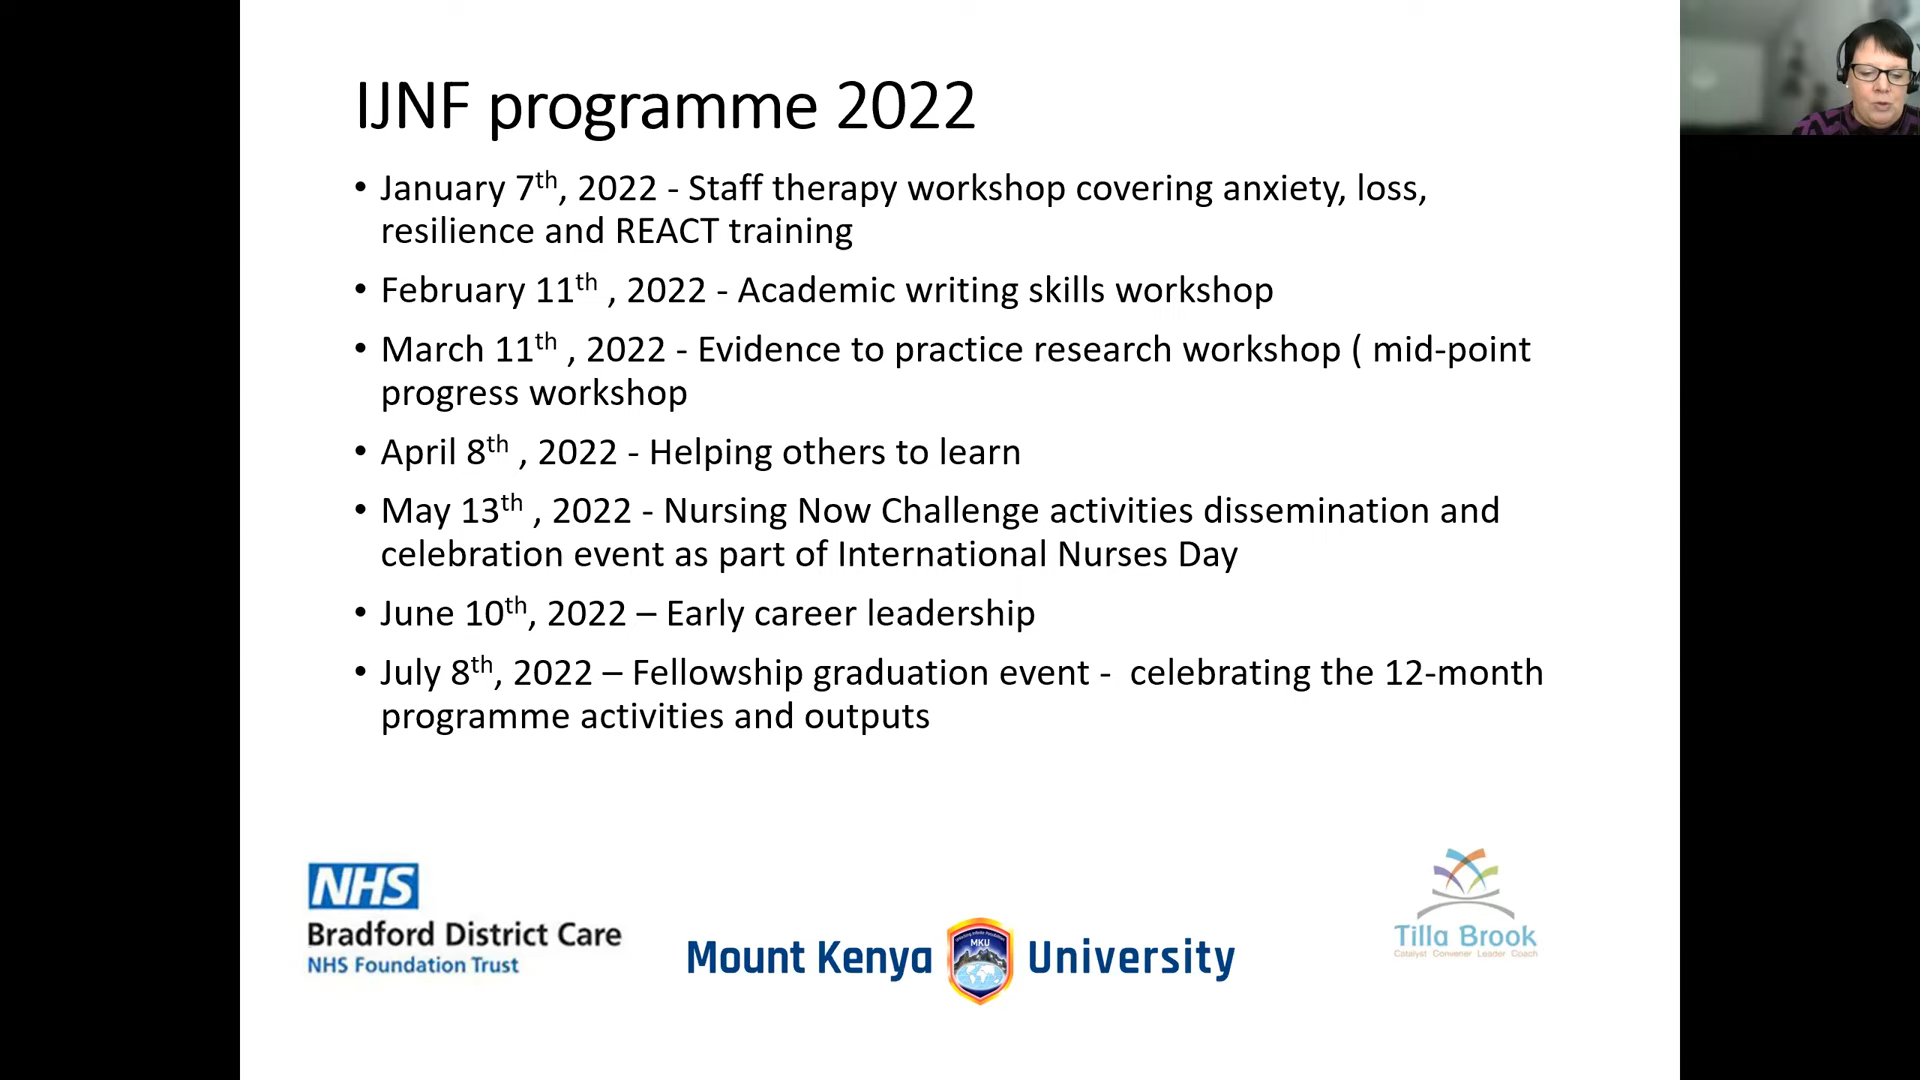 IJNF programme 2022
• January 7th, 2022 - Staff therapy workshop covering anxiety, loss,
resilience and REACT training
• February 11th , 2022 - Academic writing skills workshop
• March 11th , 2022 - Evidence to practice research workshop ( mid-point
progress workshop
• April 8th , 2022 - Helping others to learn
• May 13th , 2022 - Nursing Now Challenge activities dissemination and
celebration event as part of International Nurses Day
• June 10th, 2022 – Early career leadership
• July 8th, 2022 – Fellowship graduation event -  celebrating the 12-month
programme activities and outputs
NHS
Bradford District Care
NHS Foundation Trust
Mount Kenya MKU University
Tilla Brook
Catalyst Convener Leader Coach